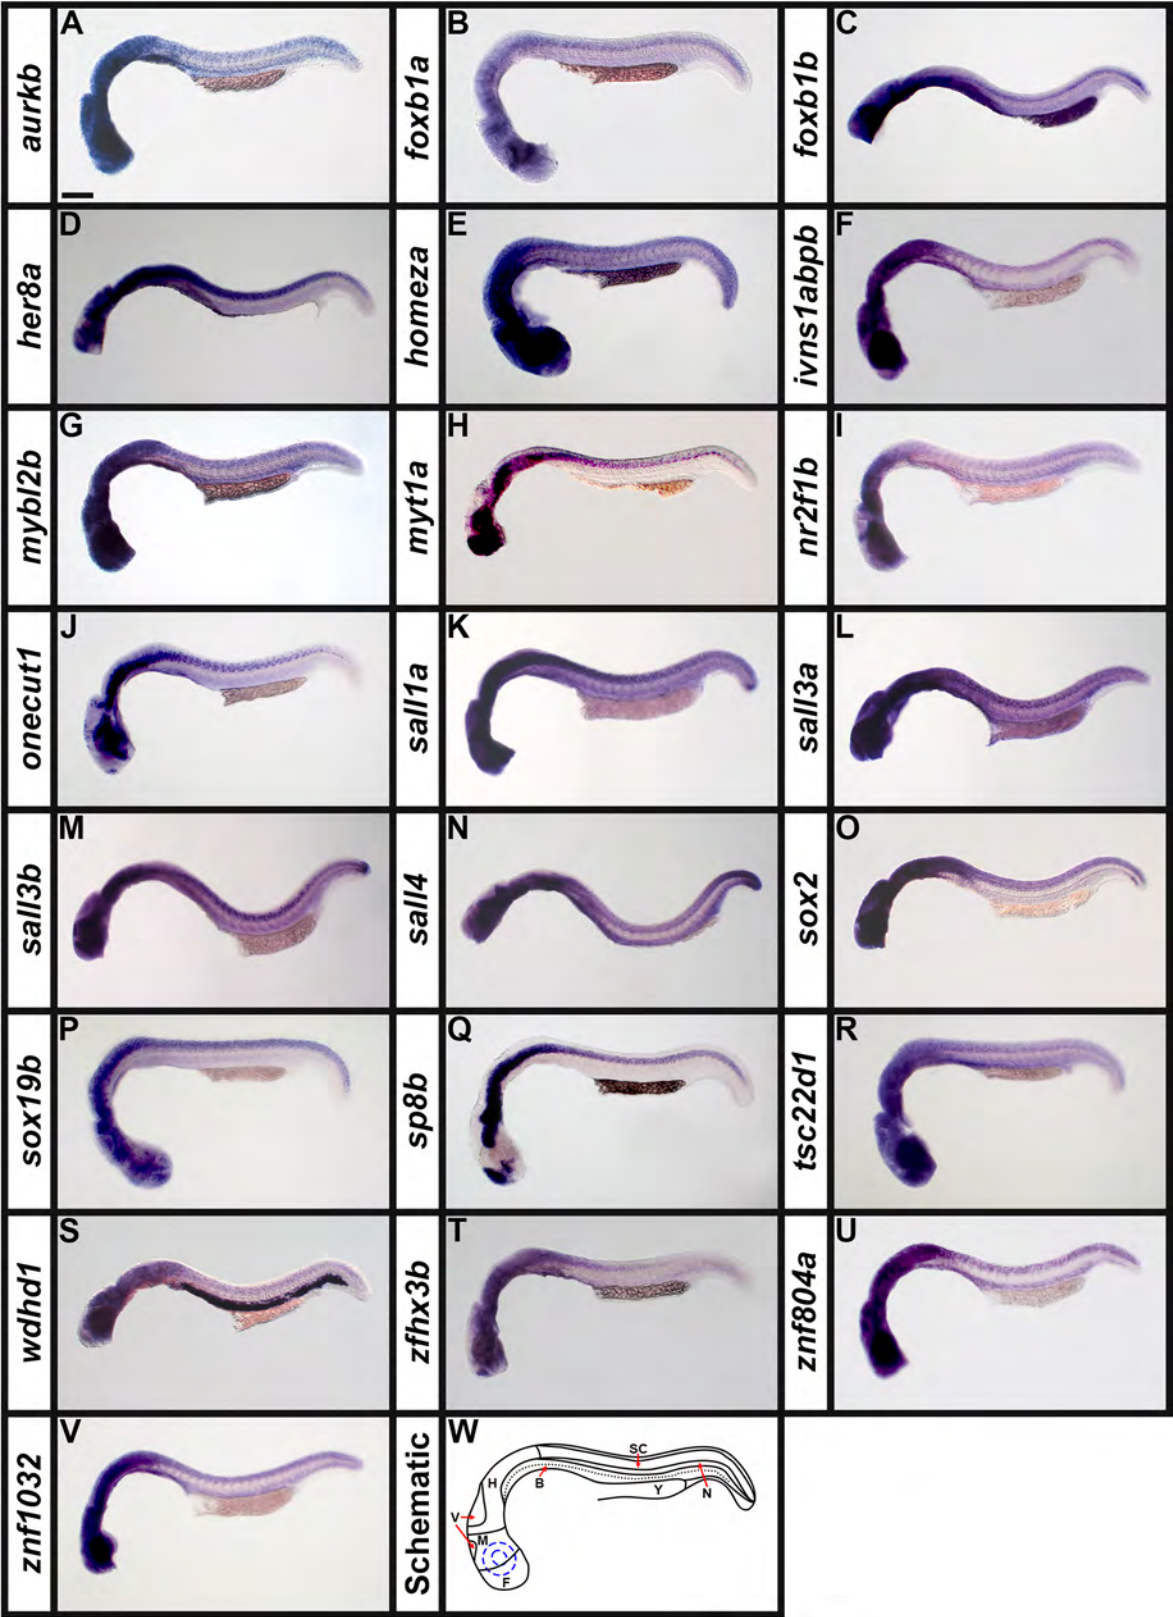 aurkb
A
foxb1a
B
foxb1b
C
her8a
D
homeza
E
ivns1abpb
F
mybl2b
G
myt1a
H
nr2f1b
I
onecut1
J
sall1a
K
sall3a
L
sall3b
M
sall4
N
sox2
O
sox19b
P
sp8b
Q
tsc22d1
R
wdhd1
S
zfhx3b
T
znf804a
U
znf1032
V
Schematic
W
SC
H
B
Y
N
V
M
F